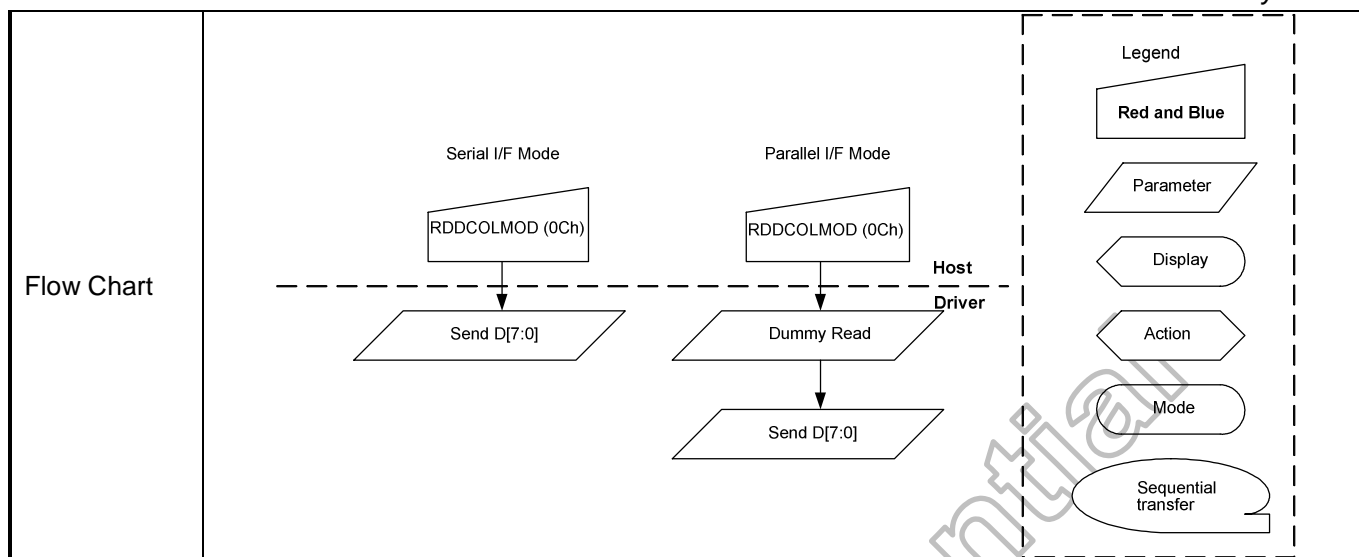 Flow Chart
Serial I/F Mode
RDDCOLMOD (0Ch)
Send D[7:0]
Parallel I/F Mode
RDDCOLMOD (0Ch)
Host
Driver
Dummy Read
Send D[7:0]
Legend
Red and Blue
Parameter
Display
Action
Mode
Sequential
transfer